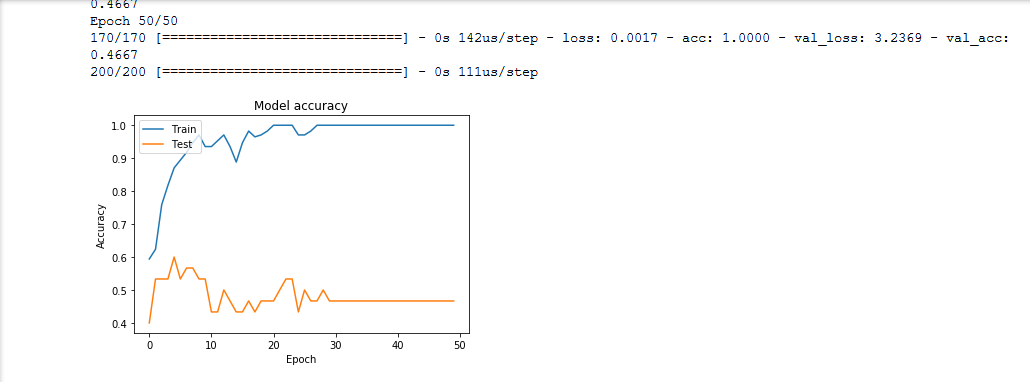 0.4667
Epoch 50/50
170/170 [==============================] - 0s 142us/step - loss: 0.0017 - acc: 1.0000 - val_loss: 3.2369 - val_acc:
0.4667
200/200 [==============================] - 0s 111us/step
Model accuracy
1.0
0.9
0.8
0.7
0.6
0.5
0.4
Accuracy
Train
Test
0 10 20 30 40 50
Epoch